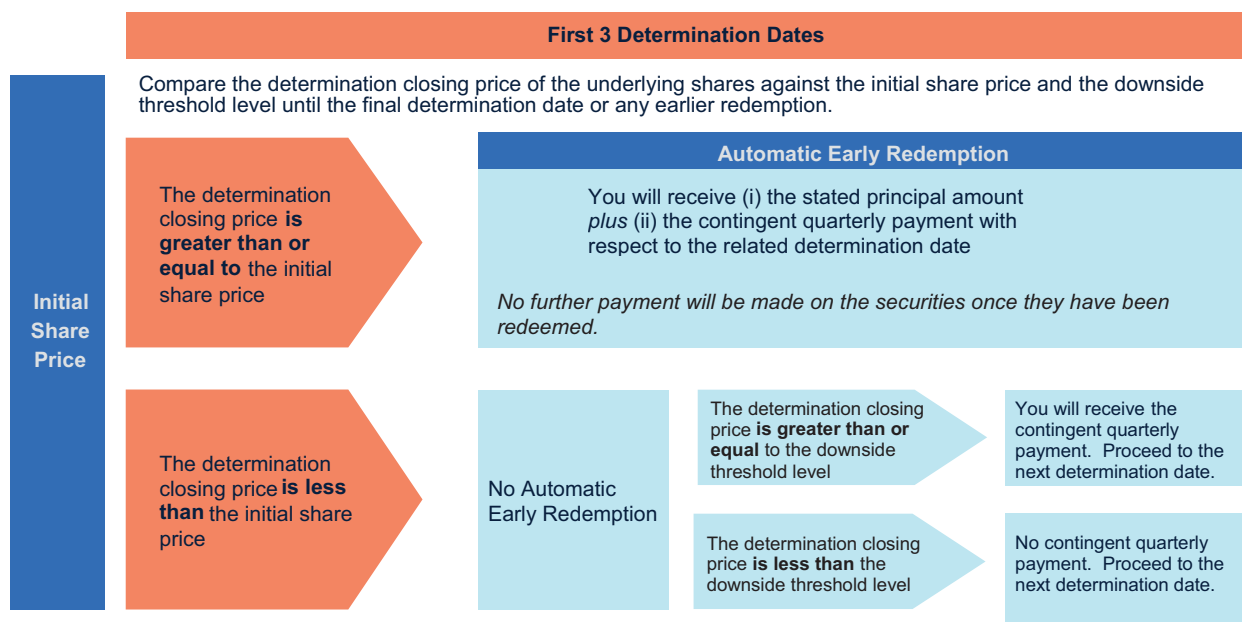 First 3 Determination Dates
Compare the determination closing price of the underlying shares against the initial share price and the downside
threshold level until the final determination date or any earlier redemption.
Initial
Share
Price
The determination
closing price is
greater than or
equal to the initial
share price
Automatic Early Redemption
You will receive (i) the stated principal amount
plus (ii) the contingent quarterly payment with
respect to the related determination date
No further payment will be made on the securities once they have been
redeemed.
The determination
closing price is less
than the initial share
price
No Automatic
Early Redemption
The determination closing
price is greater than or
equal to the downside
threshold level
You will receive the
contingent quarterly
payment. Proceed to the
next determination date.
The determination closing
price is less than the
downside threshold level
No contingent quarterly
payment. Proceed to the
next determination date.